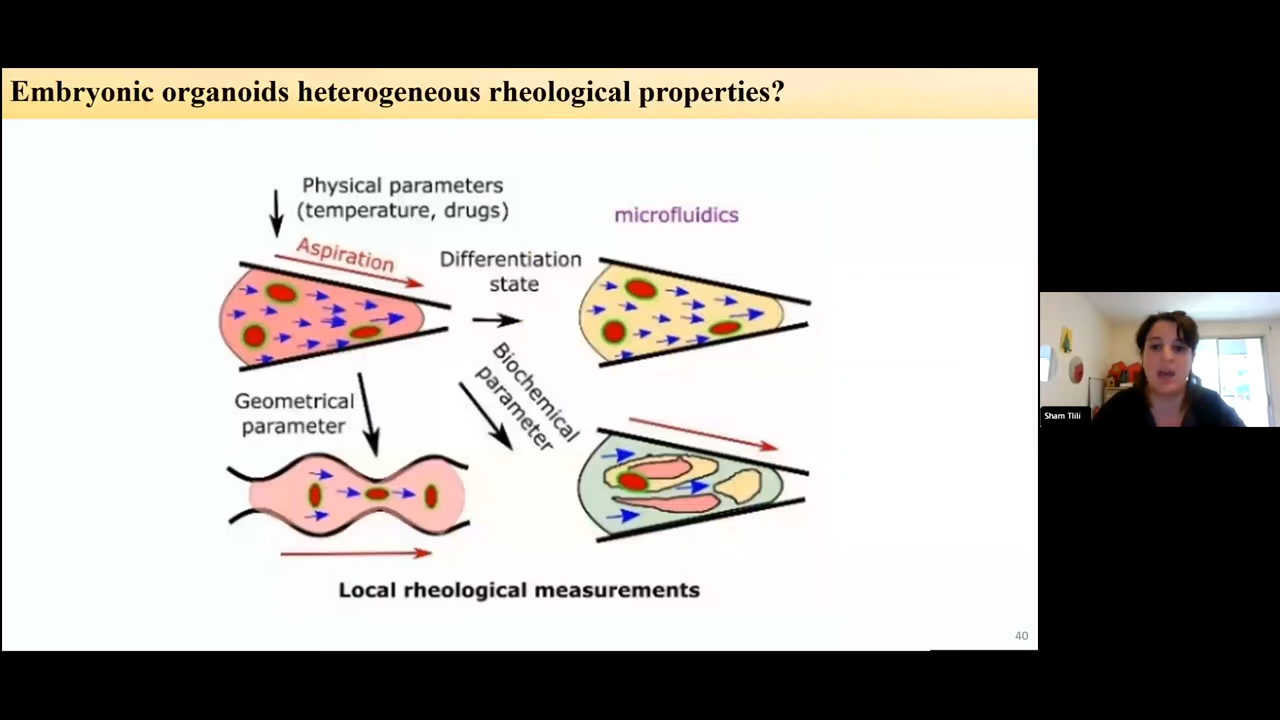 Embryonic organoids heterogeneous rheological properties?
Physical parameters
(temperature, drugs)
microfluidics
Aspiration
Differentiation
state
Biochemical
parameter
Geometrical
parameter
Sham Tlili
Local rheological measurements
40